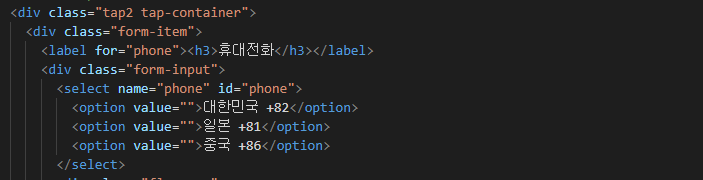 <div class="tap2 tap-container">
<div class="form-item">
<label for="phone"><h3>휴대전화</h3></label>
<div class="form-input">
<select name="phone" id="phone">
<option value="">대한민국 +82</option>
<option value="">일본 +81</option>
<option value="">중국 +86</option>
</select>